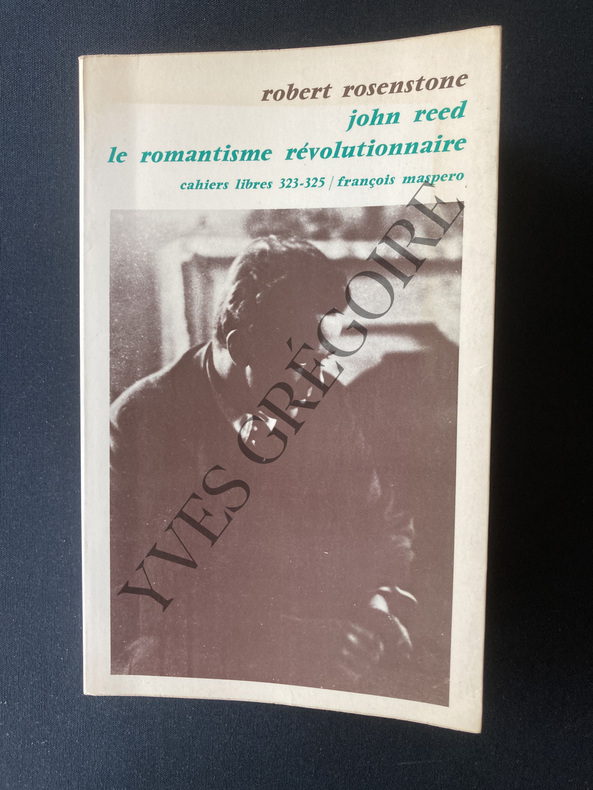 robert rosenstone
john reed
le romantisme révolutionnaire
cahiers libres 323-325 / françois maspero
YVES GRÉGOIRE